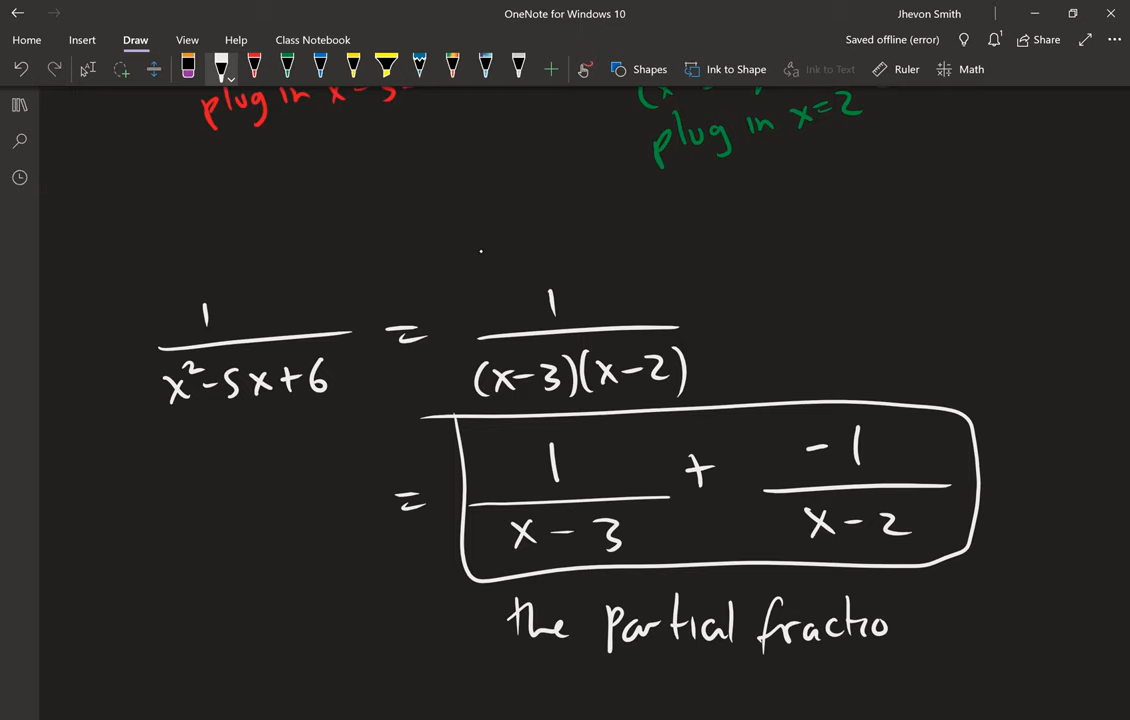 OneNote for Windows 10
Jhevon Smith
Home Insert Draw View Help Class Notebook
Saved offline (error) 1 Share
Shapes Ink to Shape Ink to Text Ruler Math
plug in x=3
plug in x=2
1/(x²-5x+6) = 1/((x-3)(x-2))
= 1/(x-3) + -1/(x-2)
the partial fractio